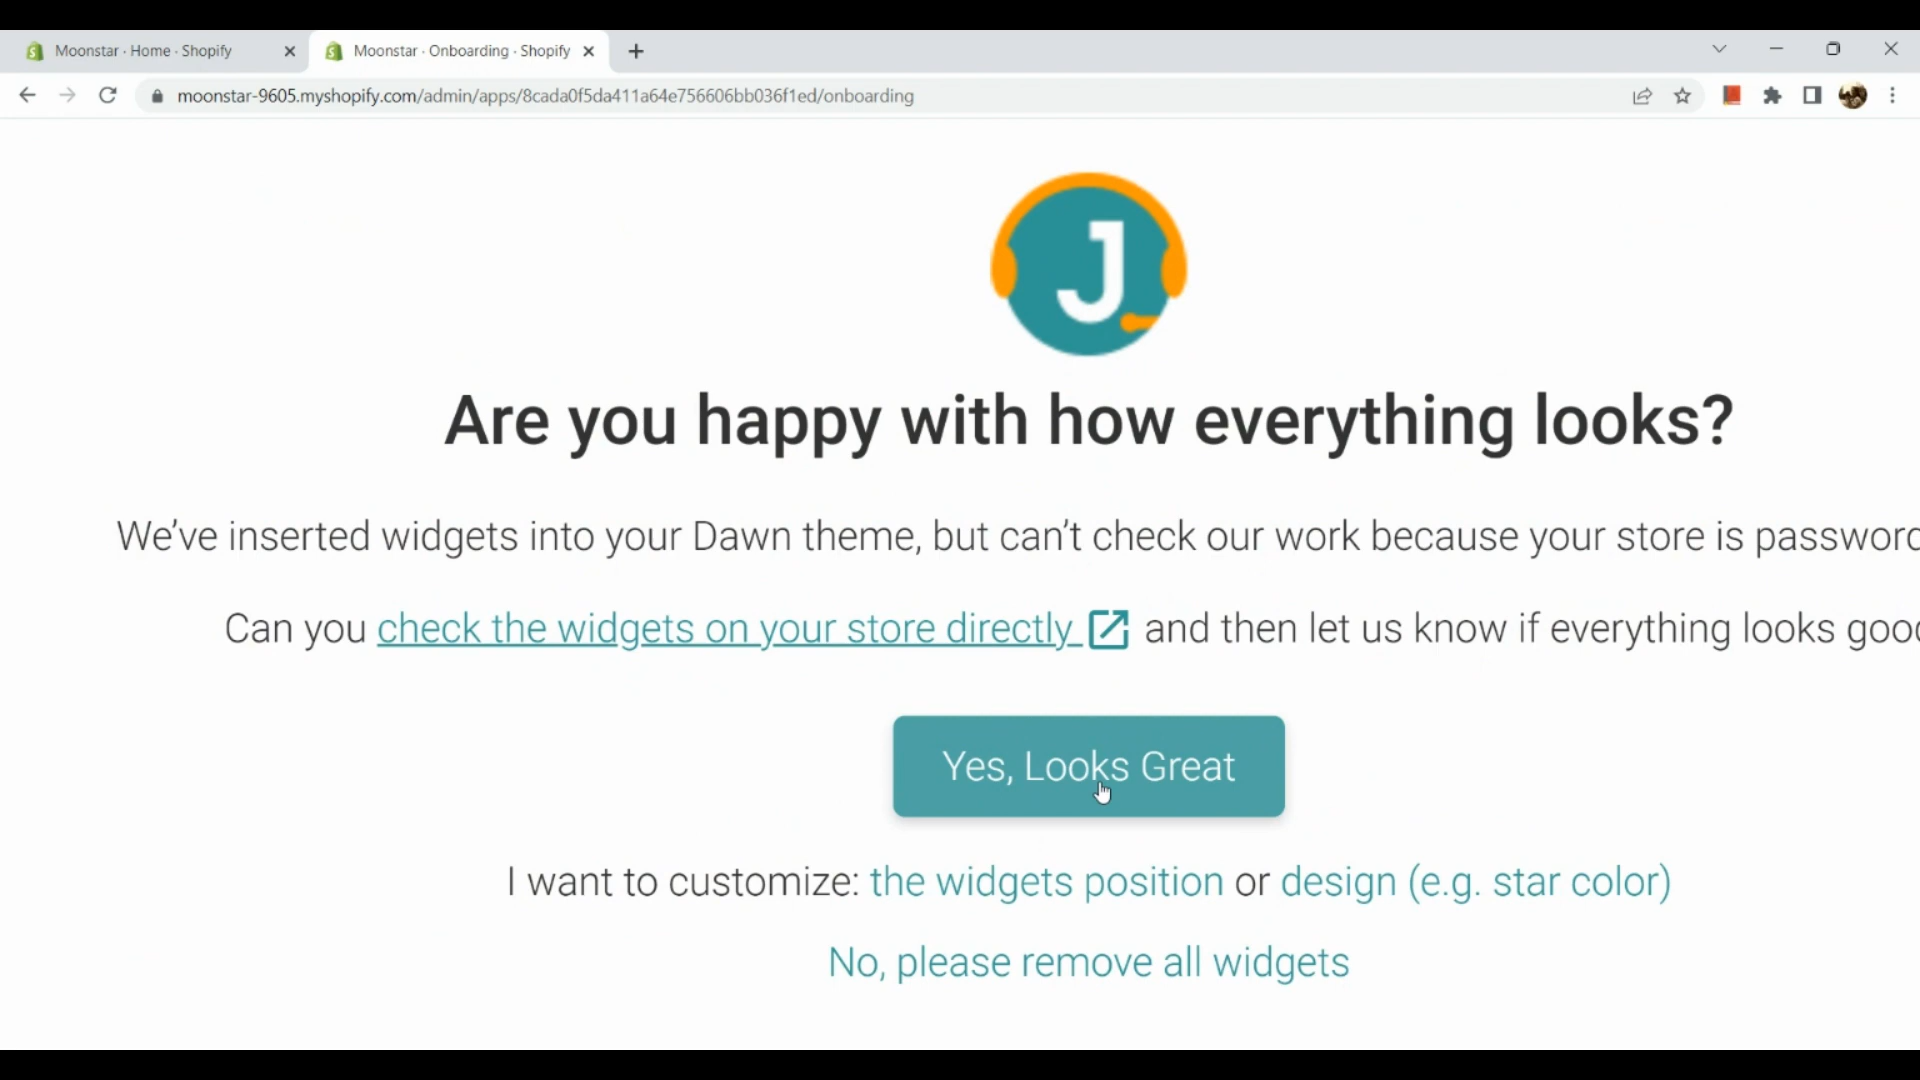 Moonstar · Home · Shopify
Moonstar · Onboarding · Shopify
moonstar-9605.myshopify.com/admin/apps/8cada0f5da411a64e756606bb036f1ed/onboarding
J
Are you happy with how everything looks?
We've inserted widgets into your Dawn theme, but can't check our work because your store is password
Can you check the widgets on your store directly and then let us know if everything looks good
Yes, Looks Great
I want to customize: the widgets position or design (e.g. star color)
No, please remove all widgets